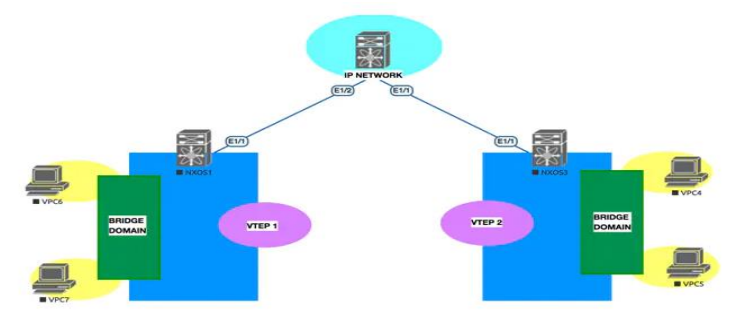 IP NETWORK
E1/2
E1/1
E1/1
E1/1
NXOS1
NXOS3
VPC6
VPC4
BRIDGE
DOMAIN
VTEP 1
VTEP 2
BRIDGE
DOMAIN
VPC7
VPC5